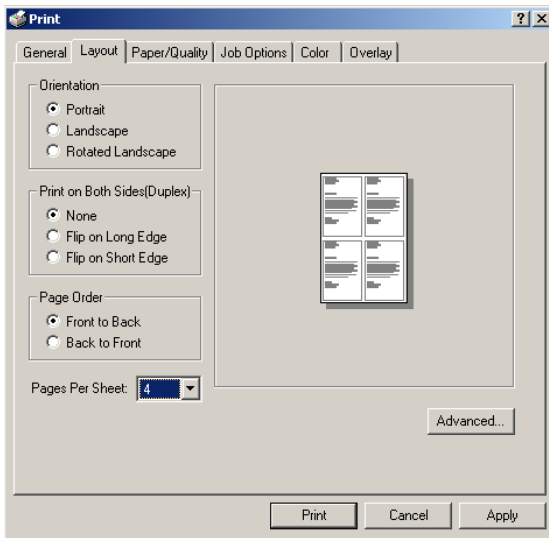 Print
General Layout Paper/Quality Job Options Color Overlay
Orientation
Portrait
Landscape
Rotated Landscape
Print on Both Sides(Duplex)
None
Flip on Long Edge
Flip on Short Edge
Page Order
Front to Back
Back to Front
Pages Per Sheet: 4
Advanced...
Print Cancel Apply